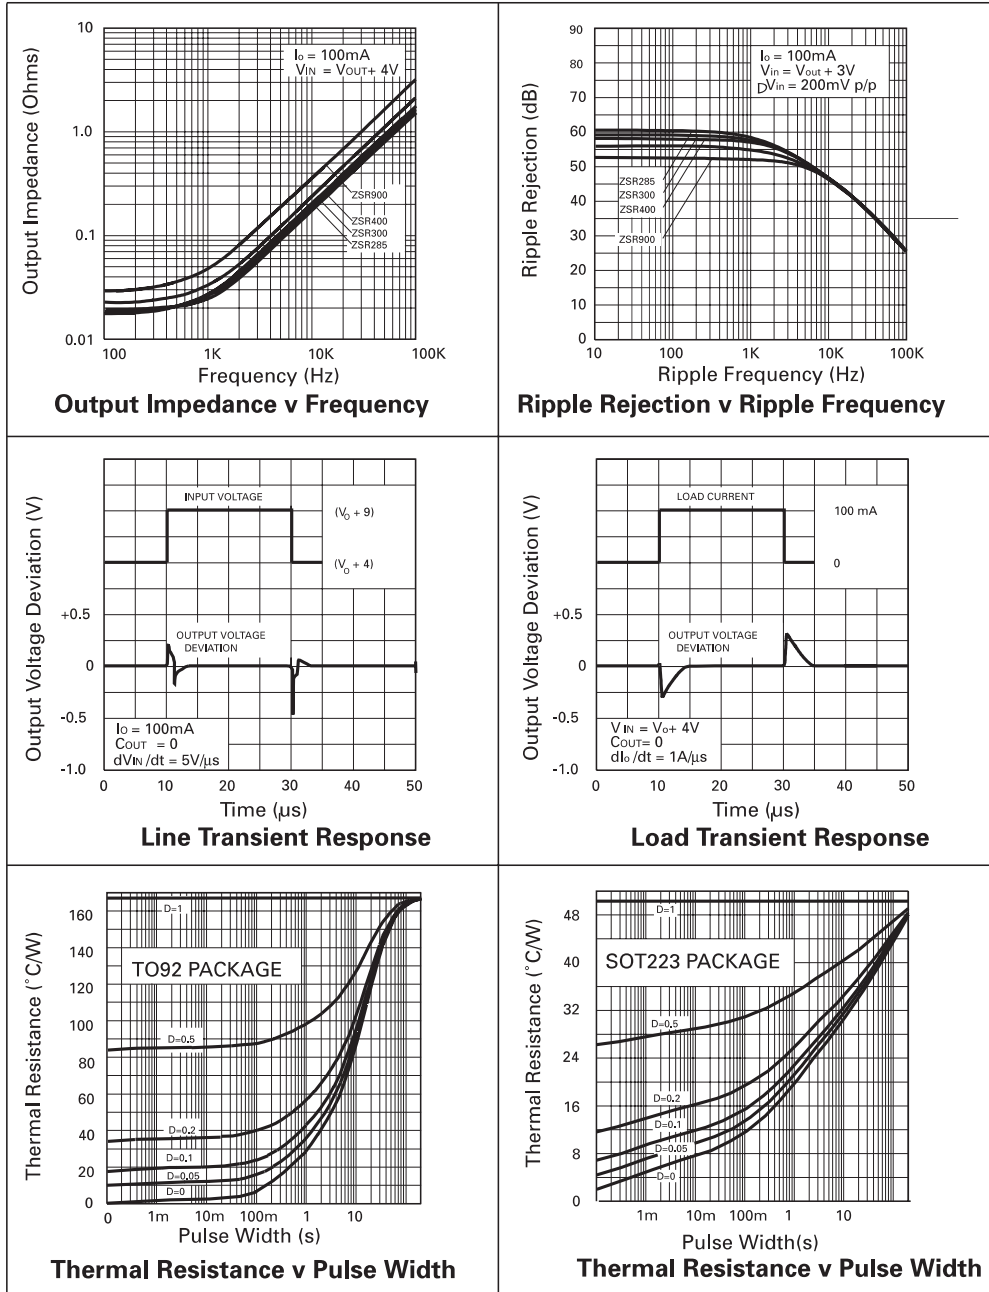 Output Impedance (Ohms)
10
1.0
0.1
0.01
Io = 100mA
VIN = VOUT+ 4V
ZSR900
ZSR400
ZSR300
ZSR285
100 1K 10K 100K
Frequency (Hz)
Output Impedance v Frequency
Ripple Rejection (dB)
90
80
70
60
50
40
30
20
10
0
Io = 100mA
Vin = Vout + 3V
DVin = 200mV p/p
ZSR285
ZSR300
ZSR400
ZSR900
10 100 1K 10K 100K
Ripple Frequency (Hz)
Ripple Rejection v Ripple Frequency
Output Voltage Deviation (V)
INPUT VOLTAGE
(VO + 9)
(VO + 4)
+0.5
0
-0.5
-1.0
OUTPUT VOLTAGE
DEVIATION
IO = 100mA
COUT = 0
dVIN/dt = 5V/µs
0 10 20 30 40 50
Time (µs)
Line Transient Response
Output Voltage Deviation (V)
LOAD CURRENT
100 mA
0
+0.5
0
-0.5
-1.0
OUTPUT VOLTAGE
DEVIATION
VIN = Vo+ 4V
COUT= 0
dIo/dt = 1A/µs
0 10 20 30 40 50
Time (µs)
Load Transient Response
Thermal Resistance (°C/W)
160
140
120
100
80
60
40
20
0
D=1
TO92 PACKAGE
D=0.5
D=0.2
D=0.1
D=0.05
D=0
0 1m 10m 100m 1 10
Pulse Width (s)
Thermal Resistance v Pulse Width
Thermal Resistance (°C/W)
48
40
32
24
16
8
0
D=1
SOT223 PACKAGE
D=0.5
D=0.2
D=0.1
D=0.05
D=0
1m 10m 100m 1 10
Pulse Width(s)
Thermal Resistance v Pulse Width